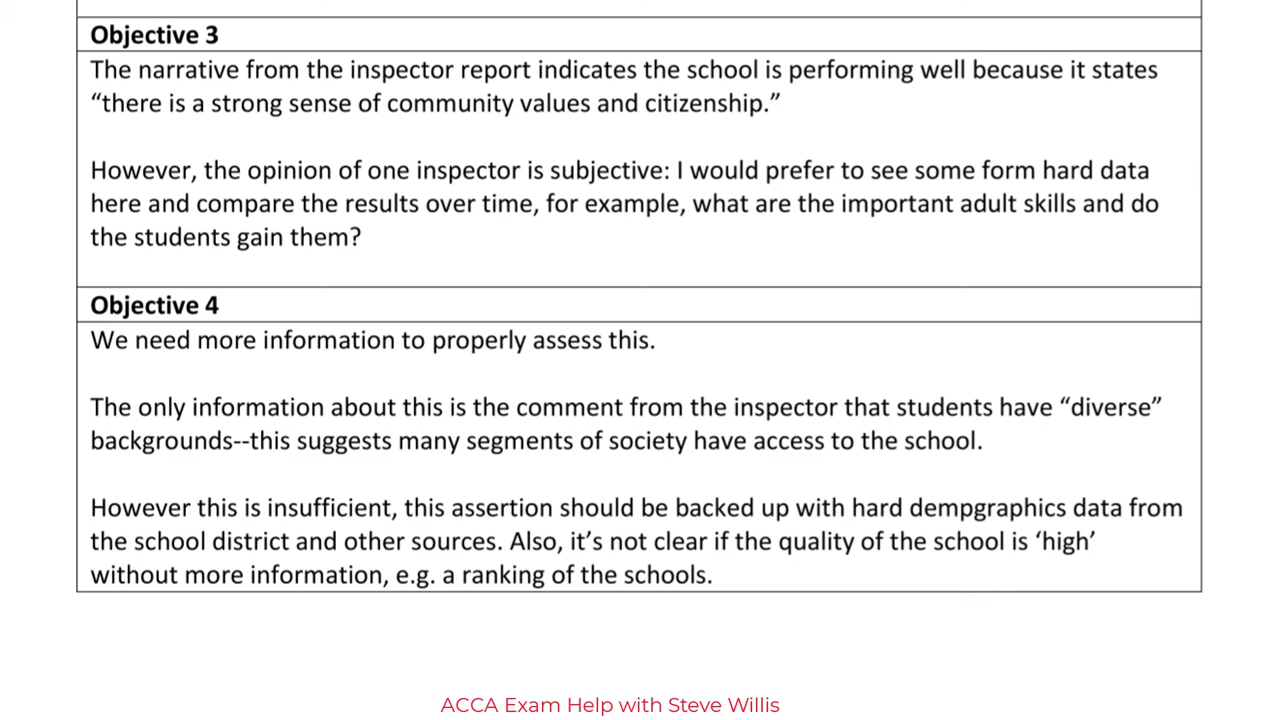 Objective 3
The narrative from the inspector report indicates the school is performing well because it states
“there is a strong sense of community values and citizenship.”
However, the opinion of one inspector is subjective: I would prefer to see some form hard data
here and compare the results over time, for example, what are the important adult skills and do
the students gain them?
Objective 4
We need more information to properly assess this.
The only information about this is the comment from the inspector that students have “diverse”
backgrounds--this suggests many segments of society have access to the school.
However this is insufficient, this assertion should be backed up with hard dempgraphics data from
the school district and other sources. Also, it’s not clear if the quality of the school is ‘high’
without more information, e.g. a ranking of the schools.
ACCA Exam Help with Steve Willis